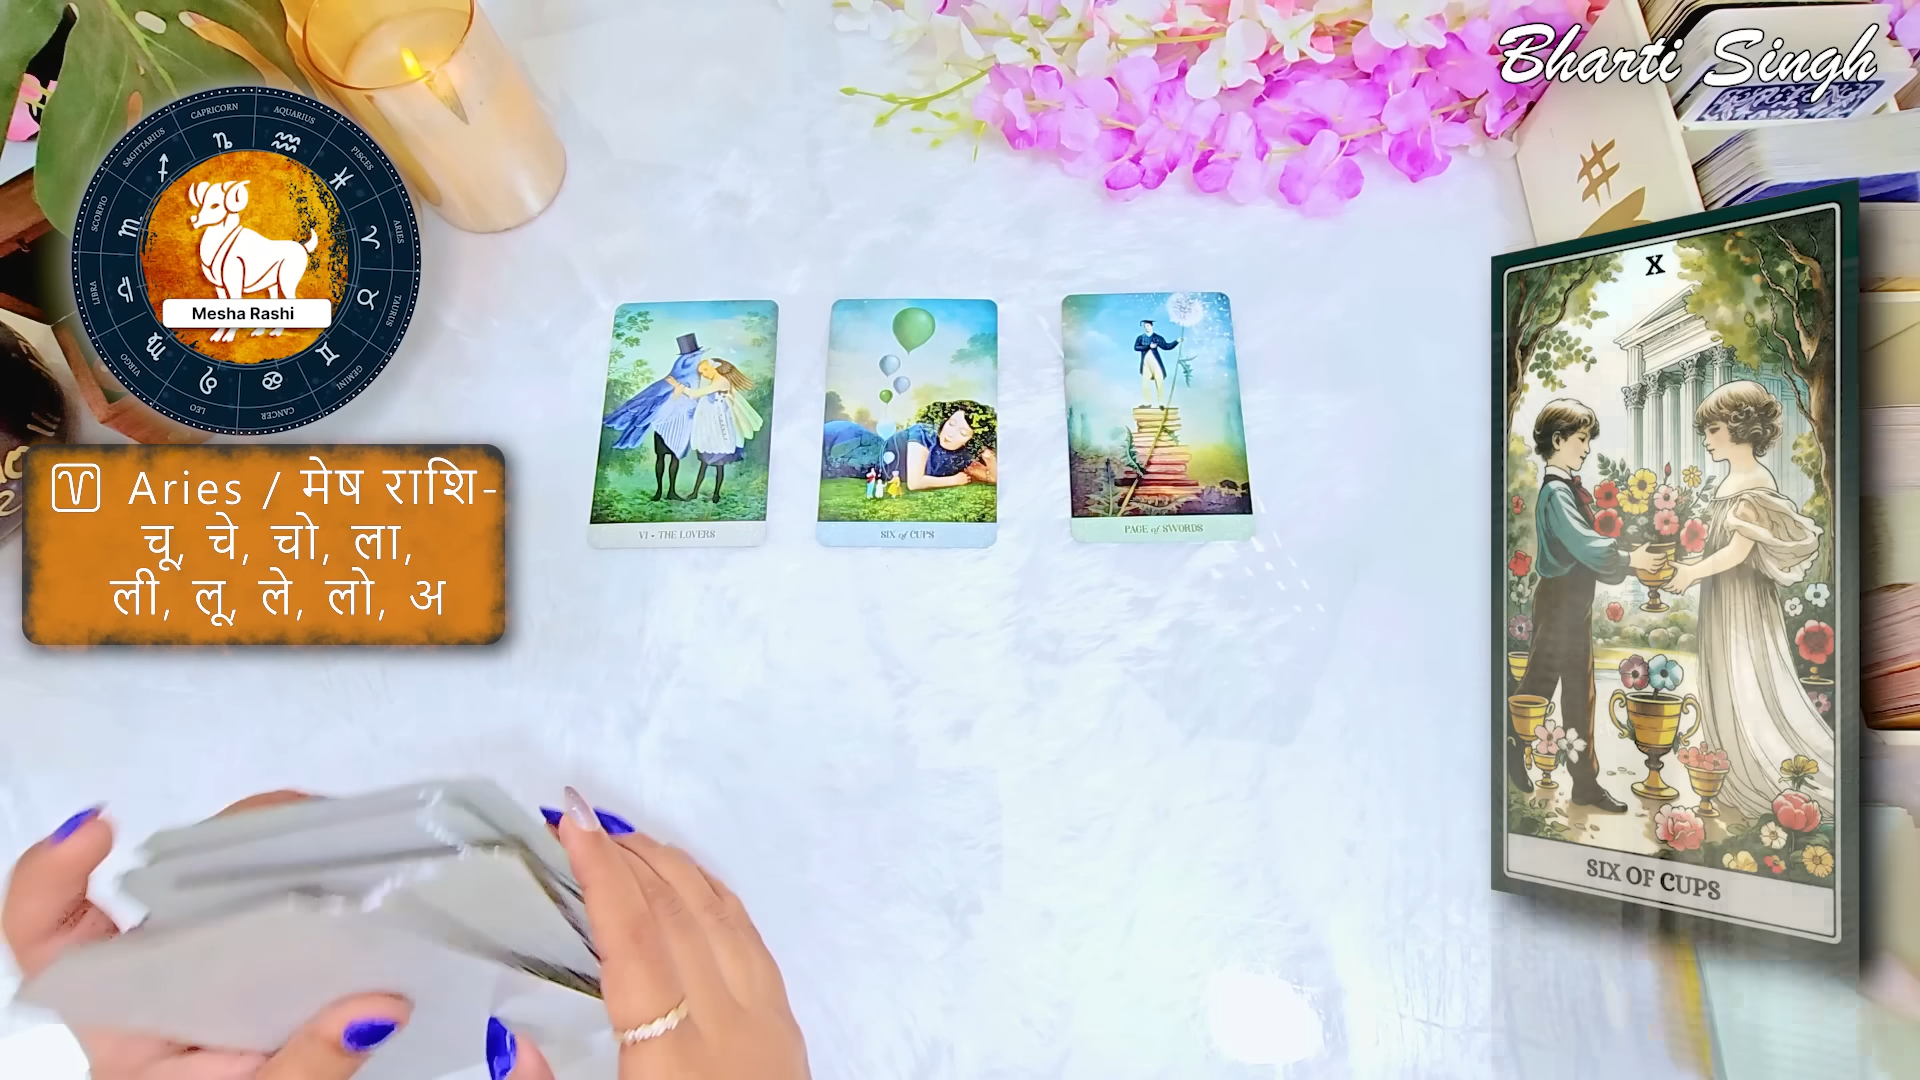 Bharti Singh
CAPRICORN
AQUARIUS
SAGITTARIUS
PISCES
SCORPIO
ARIES
LIBRA
TAURUS
VIRGO
GEMINI
LEO
CANCER
Mesha Rashi
♈ Aries / मेष राशि-
चू, चे, चो, ला,
ली, लू, ले, लो, अ
VI • THE LOVERS
SIX of CUPS
PAGE of SWORDS
X
SIX OF CUPS
#